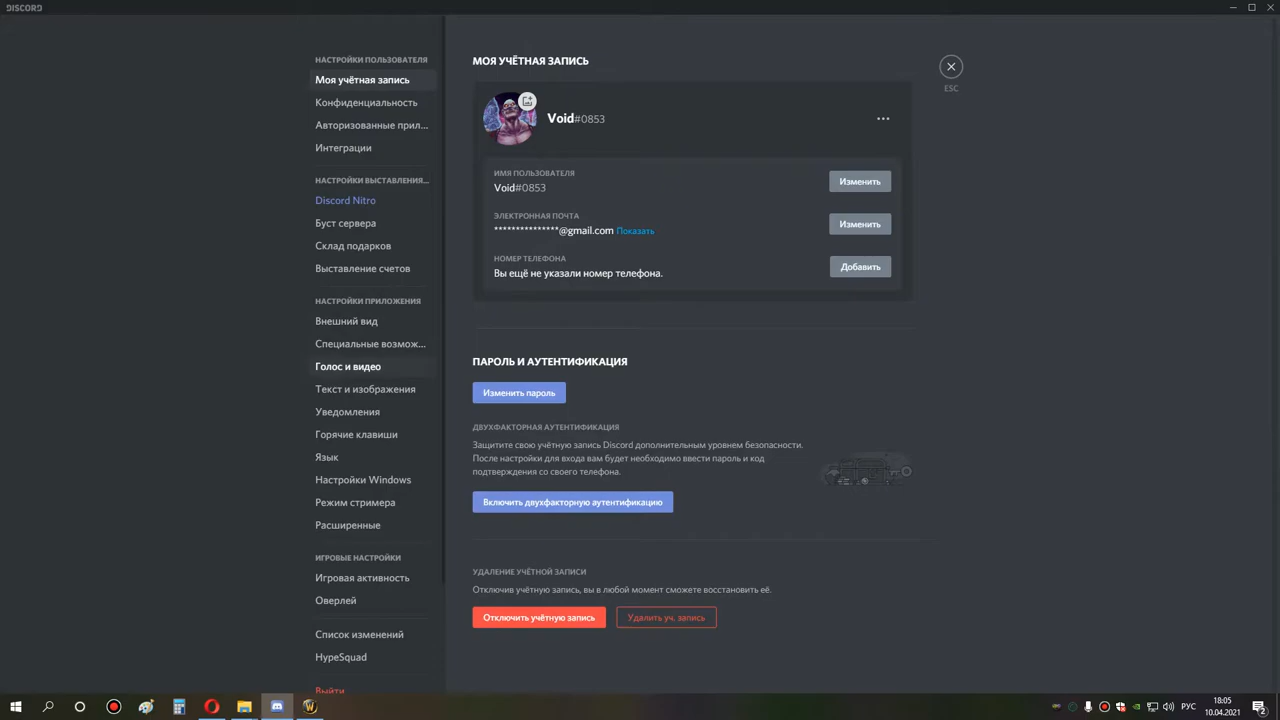 DISCORD
НАСТРОЙКИ ПОЛЬЗОВАТЕЛЯ
Моя учётная запись
Конфиденциальность
Авторизованные прил...
Интеграции
НАСТРОЙКИ ВЫСТАВЛЕНИЯ...
Discord Nitro
Буст сервера
Склад подарков
Выставление счетов
НАСТРОЙКИ ПРИЛОЖЕНИЯ
Внешний вид
Специальные возмож...
Голос и видео
Текст и изображения
Уведомления
Горячие клавиши
Язык
Настройки Windows
Режим стримера
Расширенные
ИГРОВЫЕ НАСТРОЙКИ
Игровая активность
Оверлей
Список изменений
HypeSquad
Выйти
МОЯ УЧЁТНАЯ ЗАПИСЬ
ESC
Void#0853
ИМЯ ПОЛЬЗОВАТЕЛЯ
Void#0853
Изменить
ЭЛЕКТРОННАЯ ПОЧТА
***************@gmail.com Показать
Изменить
НОМЕР ТЕЛЕФОНА
Вы ещё не указали номер телефона.
Добавить
ПАРОЛЬ И АУТЕНТИФИКАЦИЯ
Изменить пароль
ДВУХФАКТОРНАЯ АУТЕНТИФИКАЦИЯ
Защитите свою учётную запись Discord дополнительным уровнем безопасности.
После настройки для входа вам будет необходимо ввести пароль и код
подтверждения со своего телефона.
Включить двухфакторную аутентификацию
УДАЛЕНИЕ УЧЁТНОЙ ЗАПИСИ
Отключив учётную запись, вы в любой момент сможете восстановить её.
Отключить учётную запись
Удалить уч. запись
РУС
18:05
10.04.2021
2